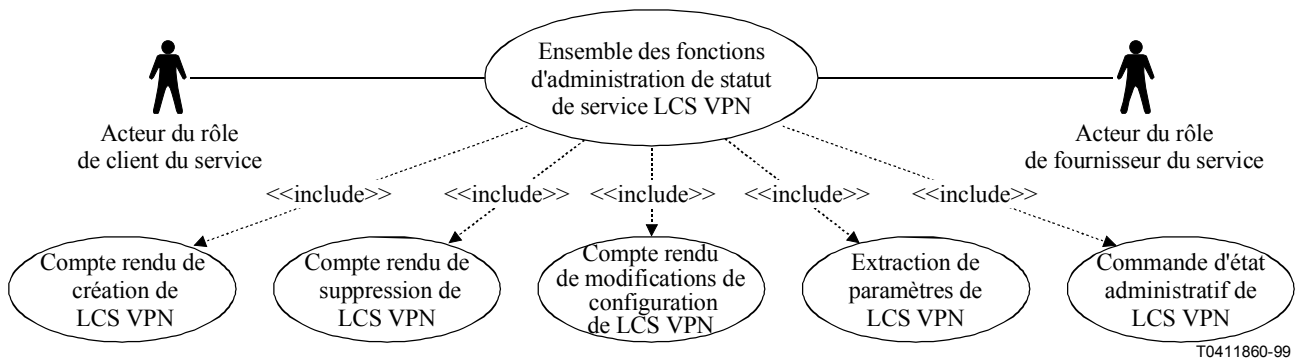 Ensemble des fonctions
d'administration de statut
de service LCS VPN
Acteur du rôle
de client du service
Acteur du rôle
de fournisseur du service
<<include>>
<<include>>
<<include>>
<<include>>
<<include>>
Compte rendu de
création de
LCS VPN
Compte rendu de
suppression de
LCS VPN
Compte rendu
de modifications de
configuration
de LCS VPN
Extraction de
paramètres de
LCS VPN
Commande d'état
administratif de
LCS VPN
T0411860-99